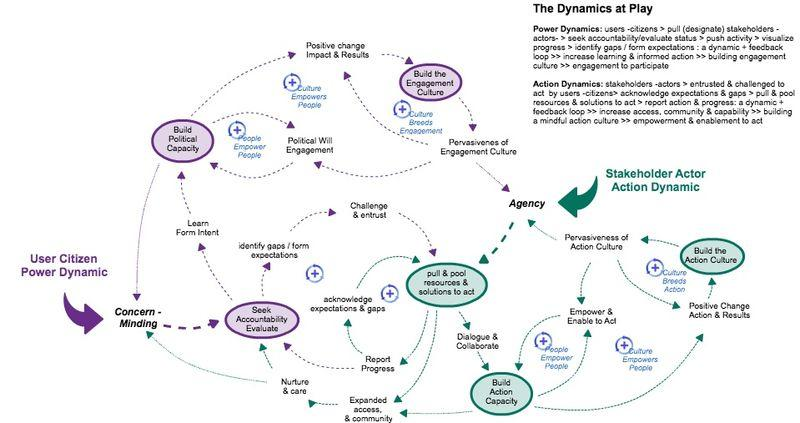 The Dynamics at Play
Power Dynamics: users -citizens > pull (designate) stakeholders -
actors- > seek accountability/evaluate status > push activity > visualize
progress > identify gaps / form expectations : a dynamic + feedback
loop >> increase learning & informed action >> building engagement
culture >> engagement to participate
Action Dynamics: stakeholders -actors > entrusted & challenged to
act by users -citizens> acknowledge expectations & gaps > pull & pool
resources & solutions to act > report action & progress: a dynamic +
feedback loop >> increase access, community & capability >> building
a mindful action culture >> empowerment & enablement to act
Positive change
Impact & Results
Build the
Engagement
Culture
Culture
Empowers
People
Culture
Breeds
Engagement
Build
Political
Capacity
People
Empower
People
Political Will
Engagement
Pervasiveness of
Engagement Culture
Stakeholder Actor
Action Dynamic
Agency
Challenge
& entrust
Learn
Form Intent
identify gaps / form
expectations
Pervasiveness of
Action Culture
Build the
Action Culture
User Citizen
Power Dynamic
pull & pool
resources &
solutions to act
Culture
Breeds
Action
acknowledge
expectations & gaps
Positive Change
Action & Results
Concern -
Minding
Seek
Accountability
Evaluate
Empower &
Enable to Act
Dialogue &
Collaborate
People
Empower
People
Culture
Empowers
People
Report
Progress
Nurture
& care
Build
Action
Capacity
Expanded
access,
& community